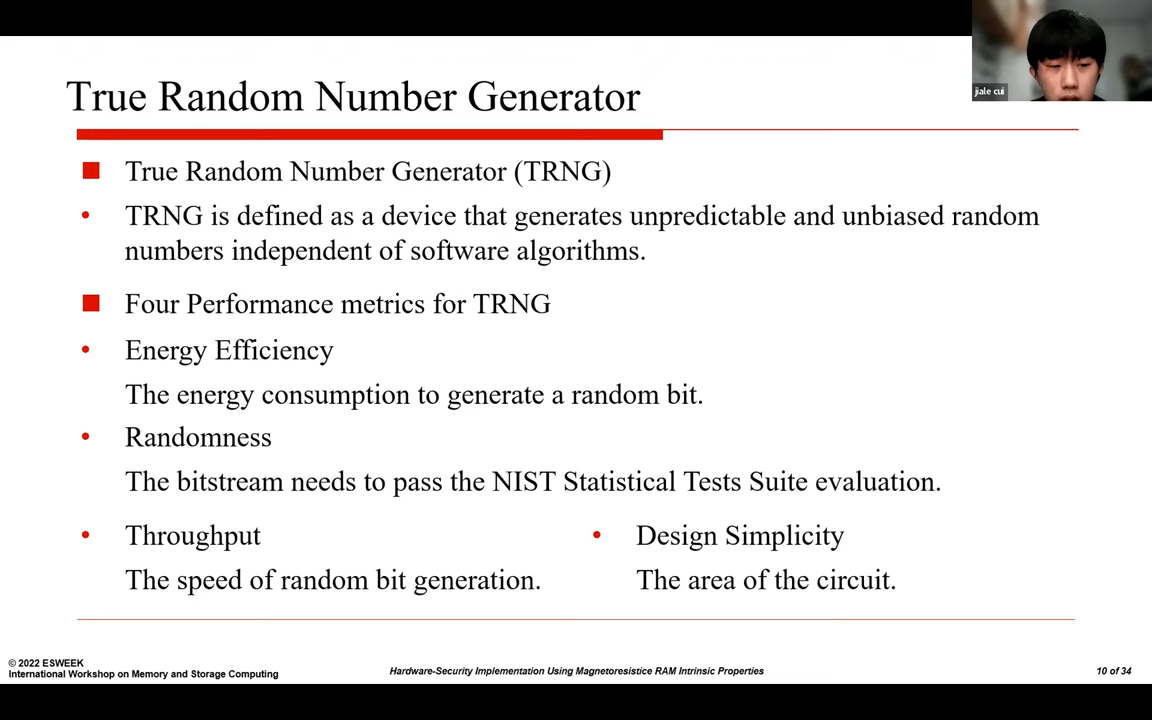 True Random Number Generator
jiale cui
True Random Number Generator (TRNG)
TRNG is defined as a device that generates unpredictable and unbiased random
numbers independent of software algorithms.
Four Performance metrics for TRNG
Energy Efficiency
The energy consumption to generate a random bit.
Randomness
The bitstream needs to pass the NIST Statistical Tests Suite evaluation.
Throughput
The speed of random bit generation.
Design Simplicity
The area of the circuit.
© 2022 ESWEEK
International Workshop on Memory and Storage Computing
Hardware-Security Implementation Using Magnetoresistice RAM Intrinsic Properties
10 of 34